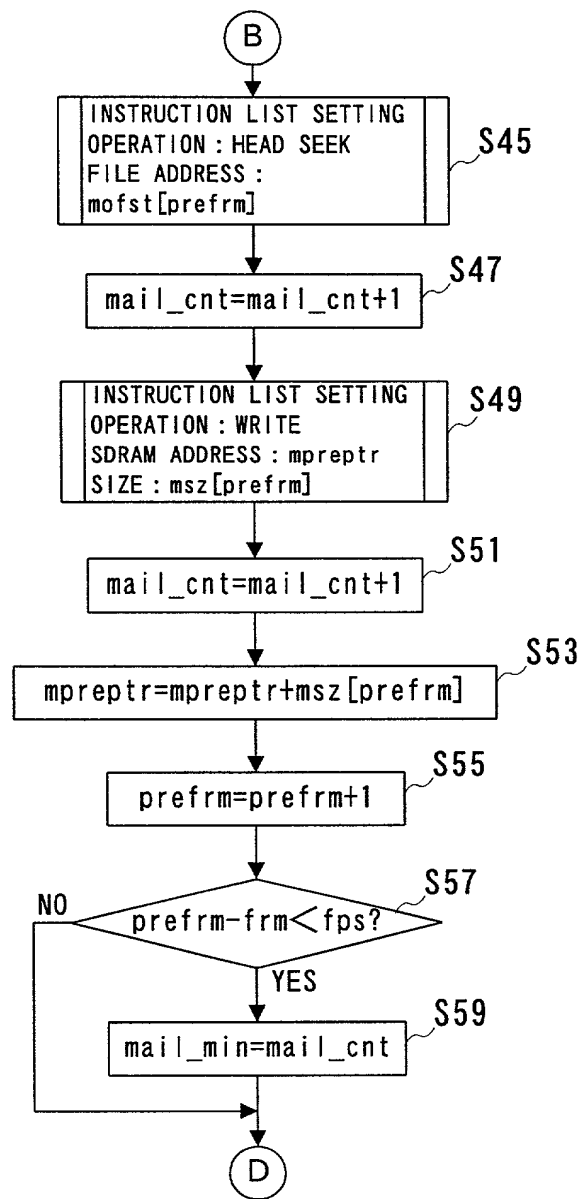 B
INSTRUCTION LIST SETTING
OPERATION : HEAD SEEK
FILE ADDRESS :
mofst[prefrm]
S45
mail_cnt=mail_cnt+1
S47
INSTRUCTION LIST SETTING
OPERATION : WRITE
SDRAM ADDRESS : mpreptr
SIZE : msz[prefrm]
S49
mail_cnt=mail_cnt+1
S51
mpreptr=mpreptr+msz[prefrm]
S53
prefrm=prefrm+1
S55
prefrm-frm<fps?
S57
NO
YES
mail_min=mail_cnt
S59
D